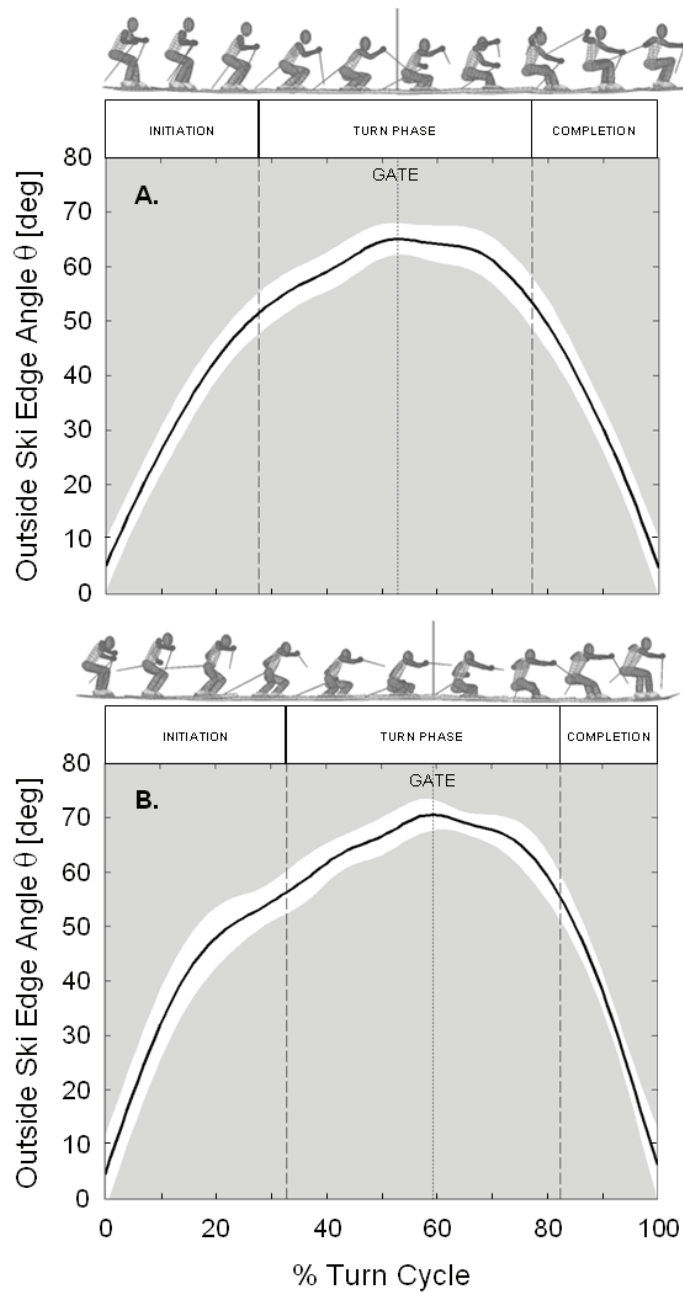 INITIATION TURN PHASE COMPLETION
80
GATE
A.
70
60
50
40
30
20
10
0
Outside Ski Edge Angle θ [deg]
INITIATION TURN PHASE COMPLETION
80
GATE
B.
70
60
50
40
30
20
10
0
Outside Ski Edge Angle θ [deg]
0 20 40 60 80 100
% Turn Cycle